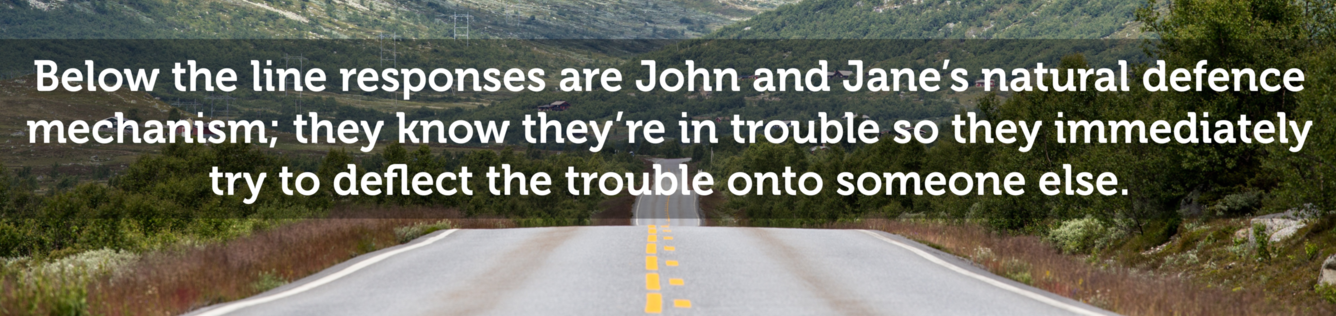 Below the line responses are John and Jane’s natural defence
mechanism; they know they’re in trouble so they immediately
try to deflect the trouble onto someone else.